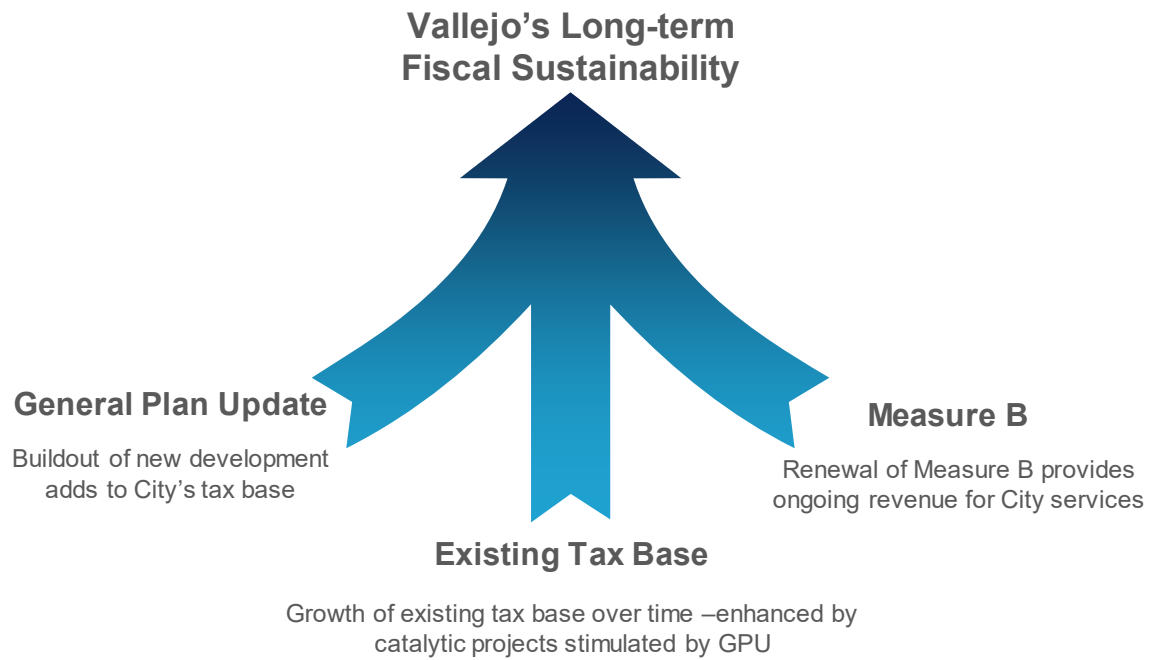 Vallejo’s Long-term
Fiscal Sustainability
General Plan Update
Buildout of new development
adds to City’s tax base
Measure B
Renewal of Measure B provides
ongoing revenue for City services
Existing Tax Base
Growth of existing tax base over time –enhanced by
catalytic projects stimulated by GPU